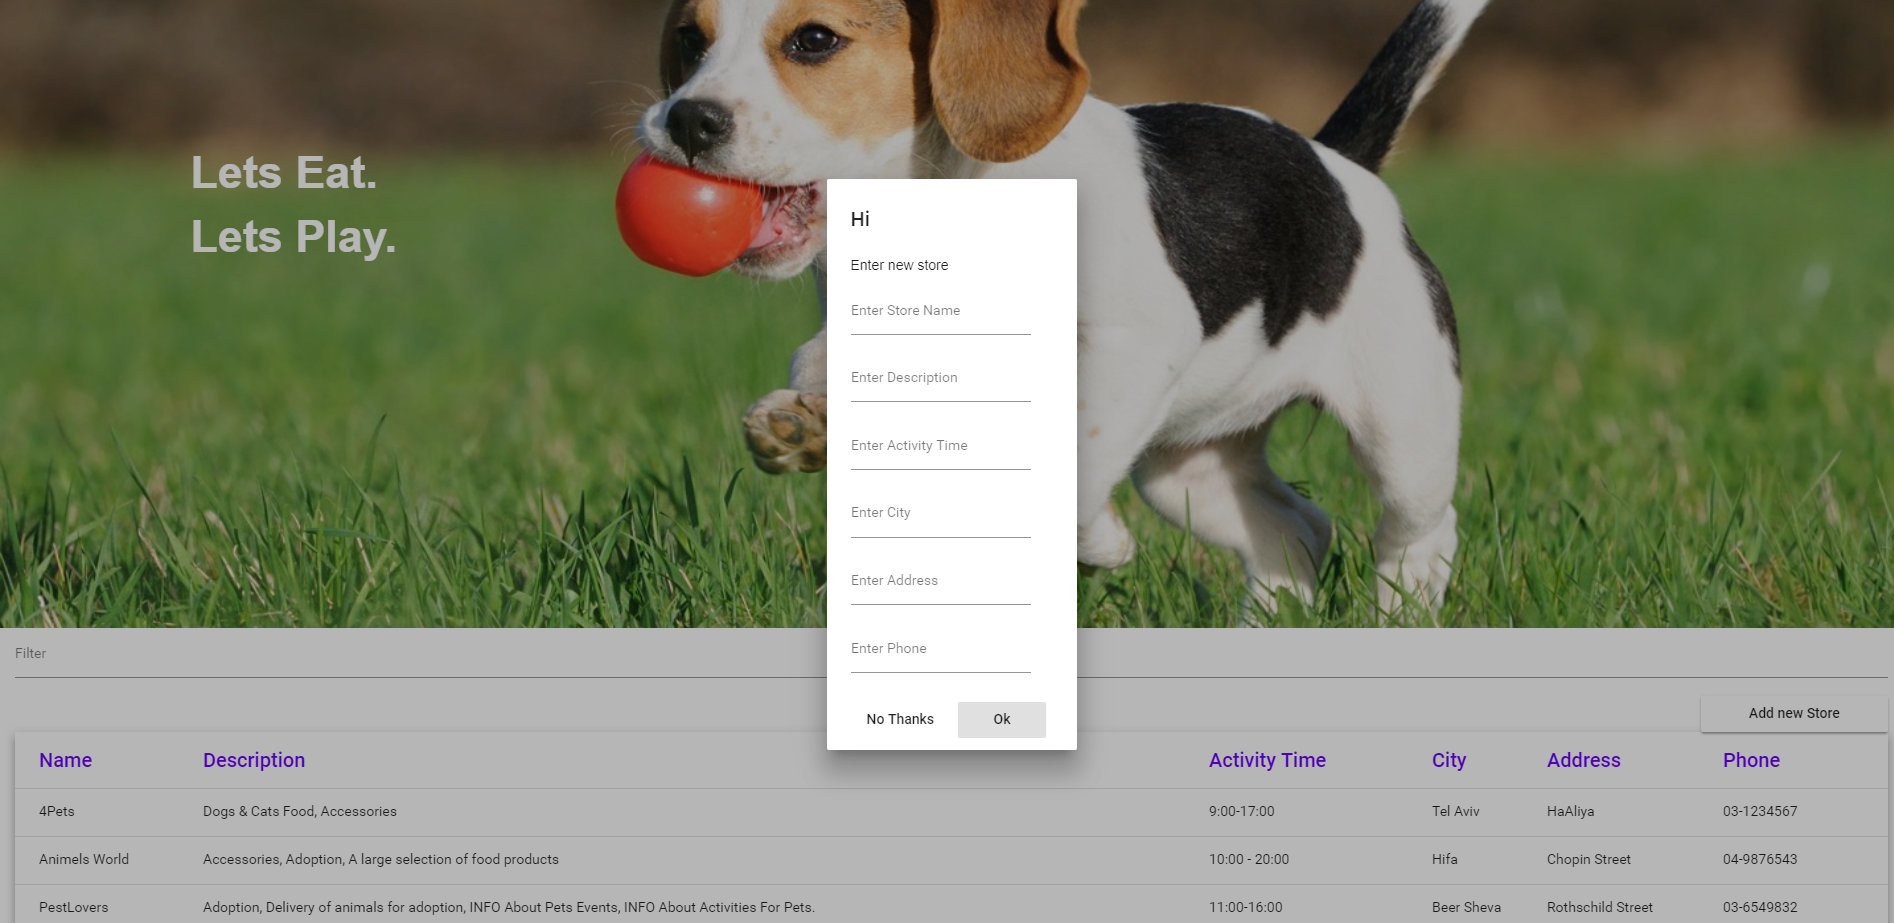 Lets Eat.
Lets Play.
Hi
Enter new store
Enter Store Name
Enter Description
Enter Activity Time
Enter City
Enter Address
Enter Phone
No Thanks Ok
Filter
Add new Store
Name Description Activity Time City Address Phone
4Pets Dogs & Cats Food, Accessories 9:00-17:00 Tel Aviv HaAliya 03-1234567
Animels World Accessories, Adoption, A large selection of food products 10:00 - 20:00 Hifa Chopin Street 04-9876543
PestLovers Adoption, Delivery of animals for adoption, INFO About Pets Events, INFO About Activities For Pets. 11:00-16:00 Beer Sheva Rothschild Street 03-6549832